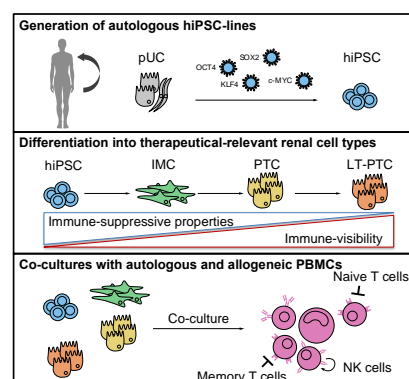 Generation of autologous hiPSC-lines
pUC
OCT4
SOX2
KLF4
c-MYC
hiPSC
Differentiation into therapeutical-relevant renal cell types
hiPSC
IMC
PTC
LT-PTC
Immune-suppressive properties
Immune-visibility
Co-cultures with autologous and allogeneic PBMCs
Naive T cells
Co-culture
Memory T cells
NK cells